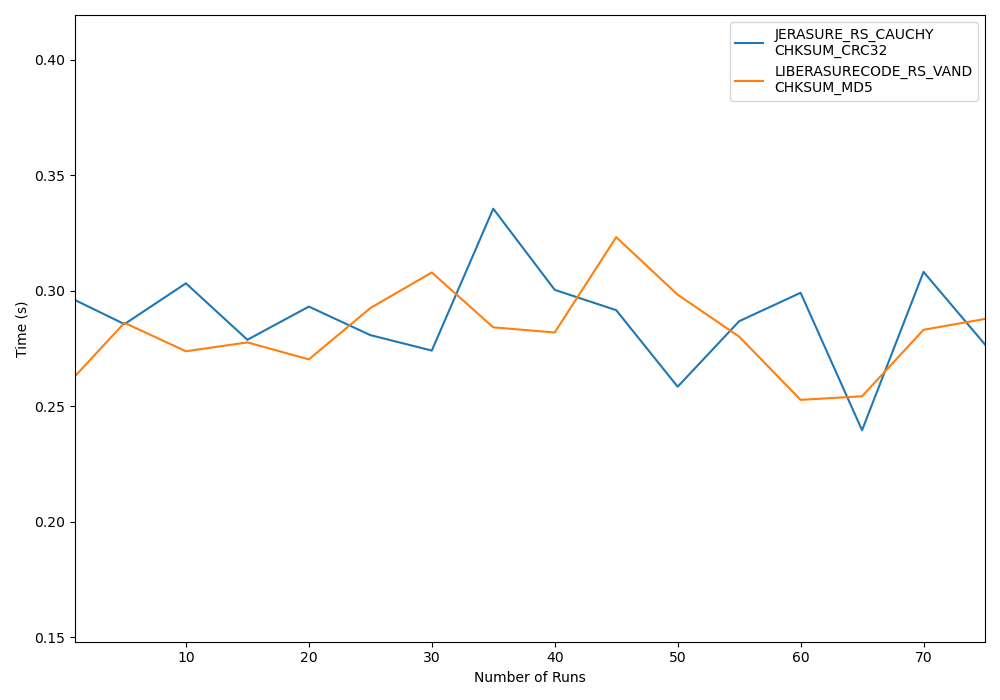 JERASURE_RS_CAUCHY
CHKSUM_CRC32
LIBERASURECODE_RS_VAND
CHKSUM_MD5
Time (s)
0.40
0.35
0.30
0.25
0.20
0.15
10 20 30 40 50 60 70
Number of Runs